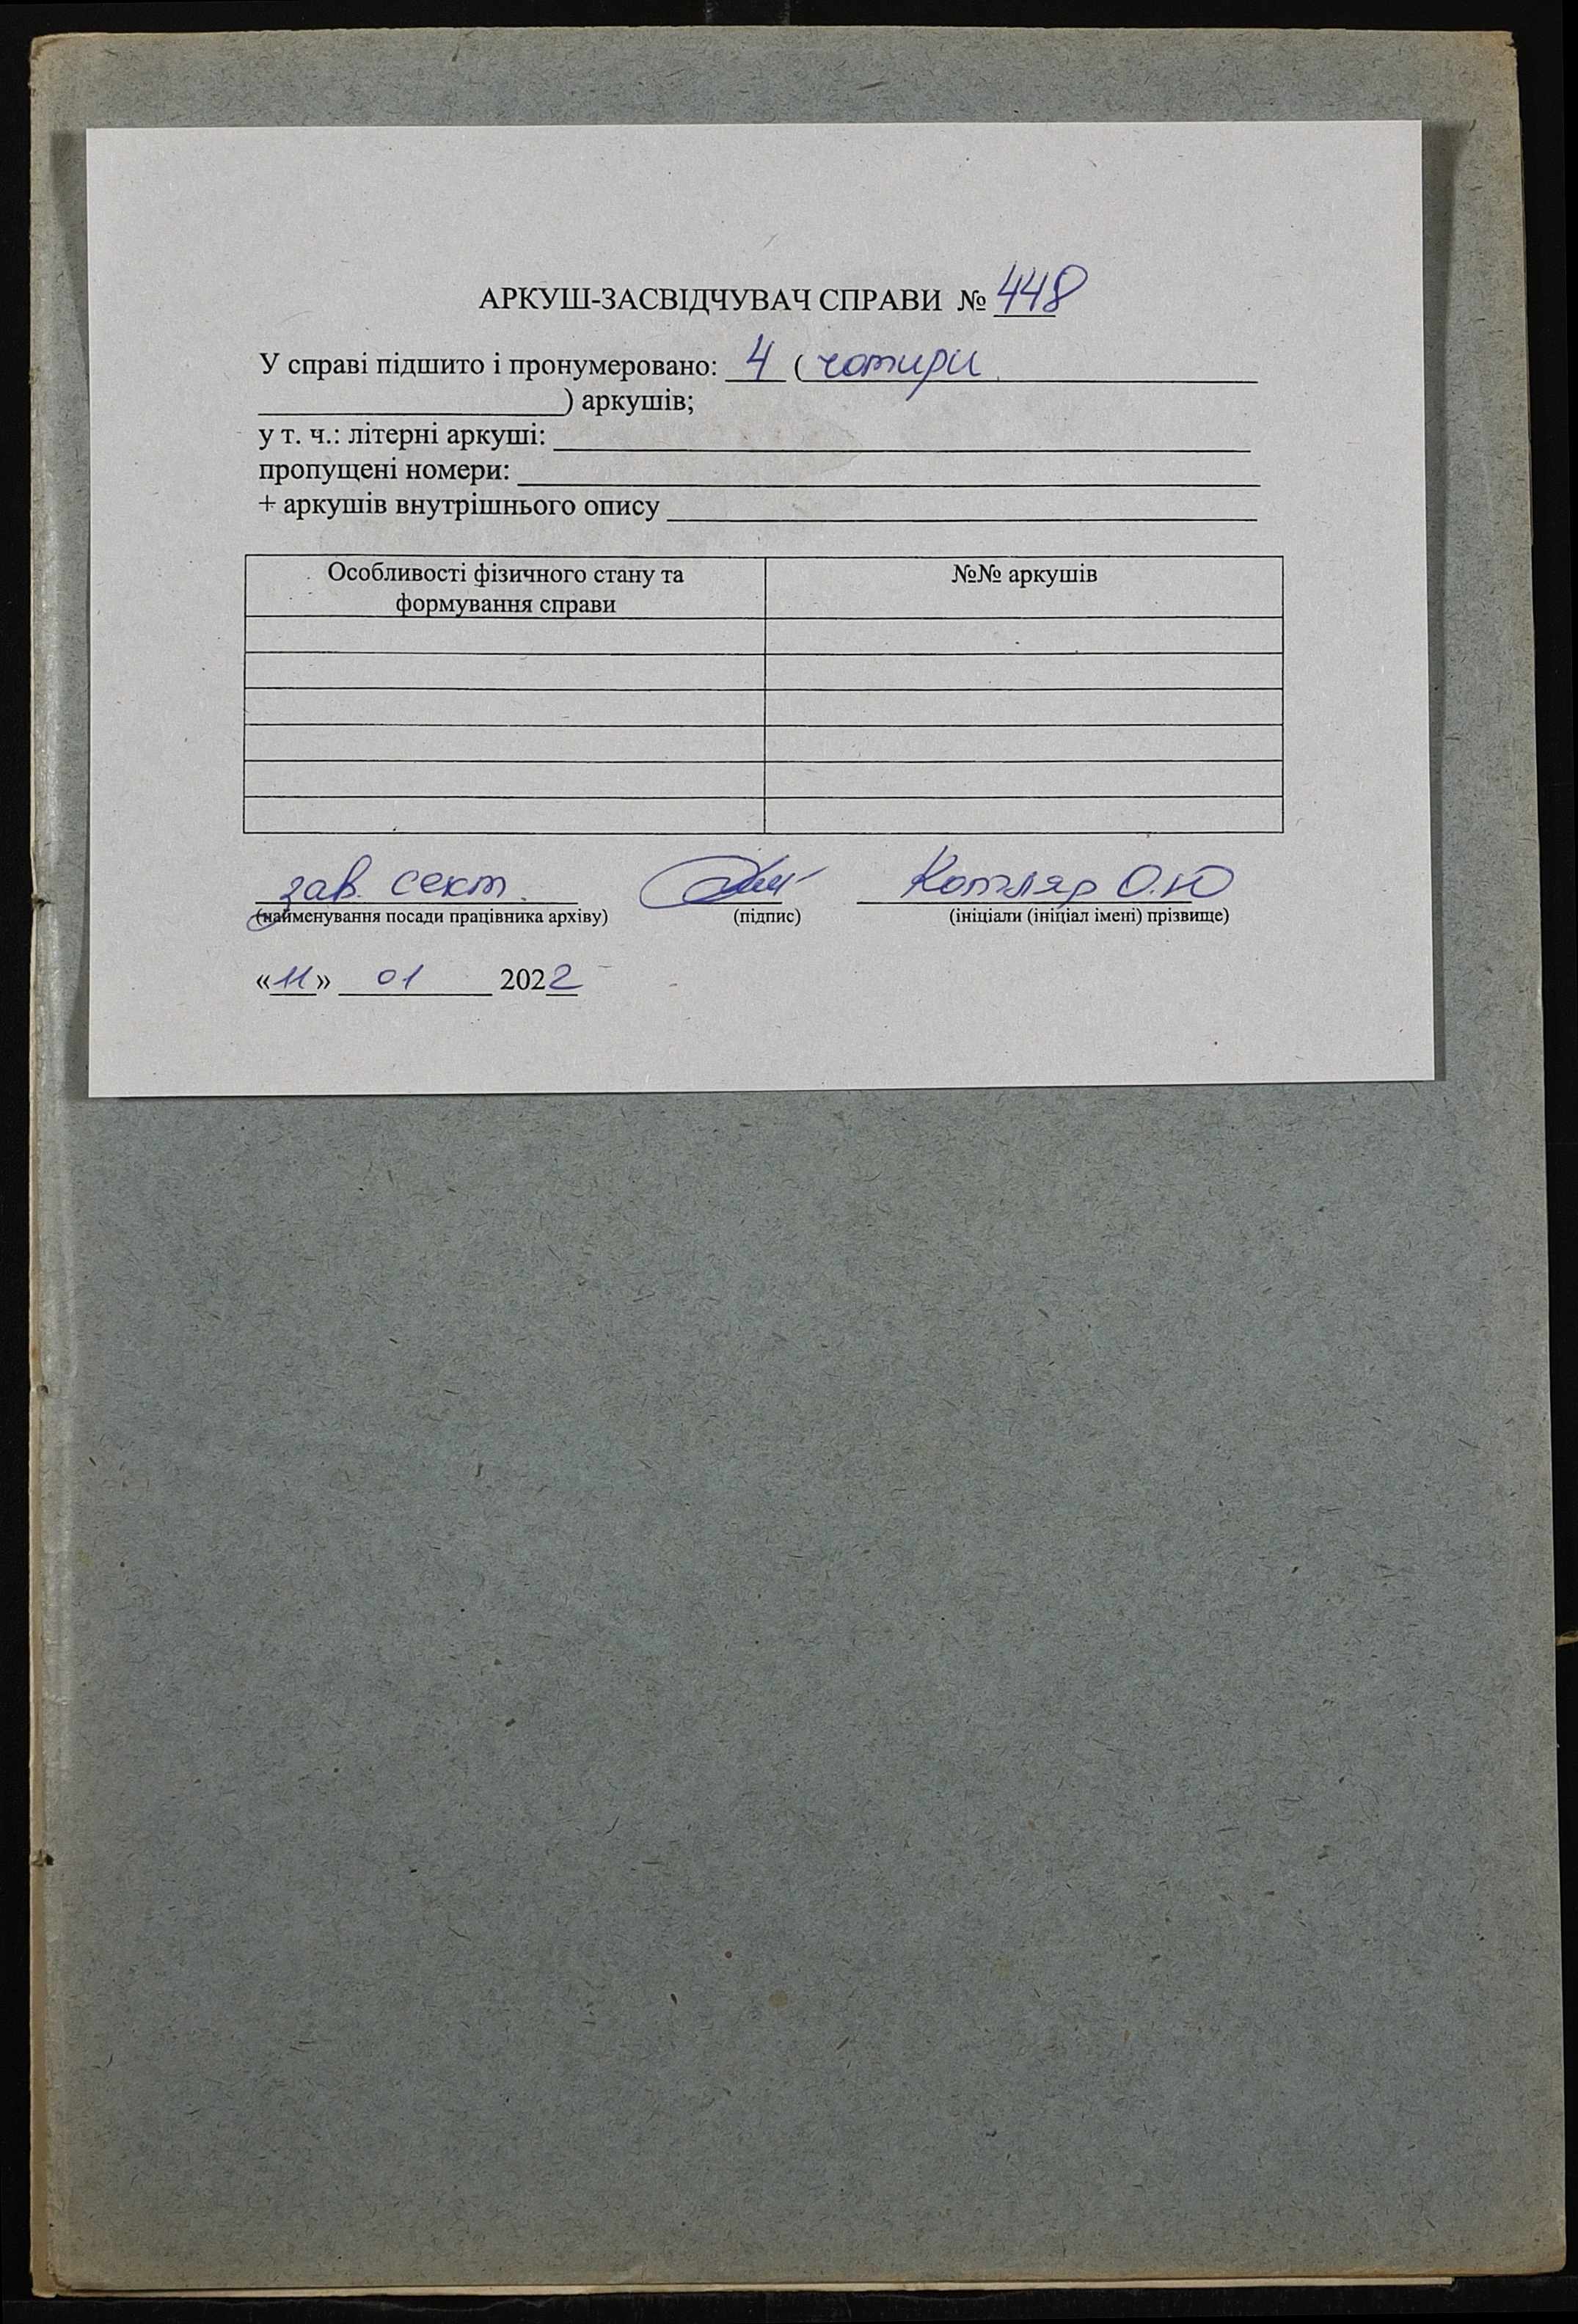 АРКУШ-ЗАСВІДЧУВАЧ СПРАВИ № 448
У справі підшито і пронумеровано: 4 (чотири
) аркушів;
у т. ч.: літерні аркуші:
пропущені номери:
+ аркушів внутрішнього опису
Особливості фізичного стану та
формування справи
№№ аркушів
зав. сект. Котляр О.Ю
(найменування посади працівника архіву) (підпис) (ініціали (ініціал імені) прізвище)
«11» 01 2022